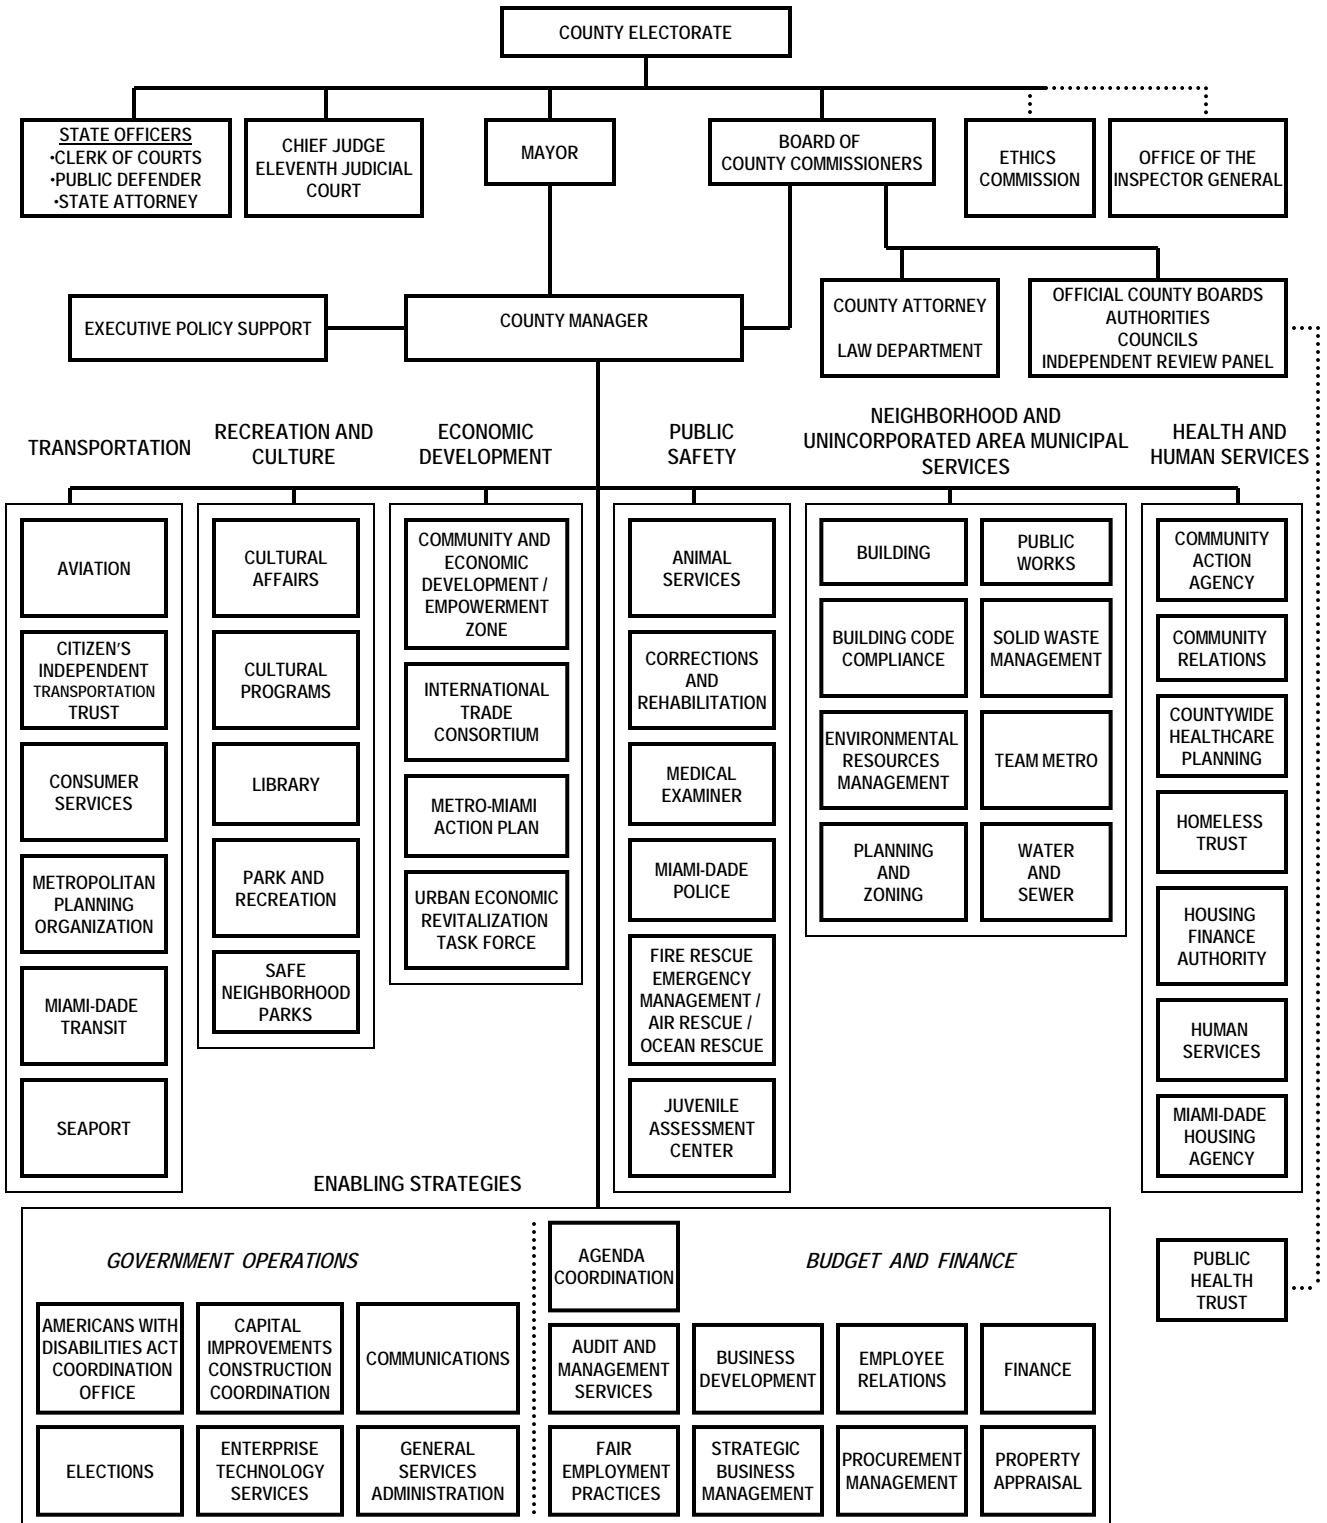 COUNTY ELECTORATE
STATE OFFICERS
•CLERK OF COURTS
•PUBLIC DEFENDER
•STATE ATTORNEY
CHIEF JUDGE
ELEVENTH JUDICIAL
COURT
MAYOR
BOARD OF
COUNTY COMMISSIONERS
ETHICS
COMMISSION
OFFICE OF THE
INSPECTOR GENERAL
EXECUTIVE POLICY SUPPORT
COUNTY MANAGER
COUNTY ATTORNEY
LAW DEPARTMENT
OFFICIAL COUNTY BOARDS
AUTHORITIES
COUNCILS
INDEPENDENT REVIEW PANEL
TRANSPORTATION
RECREATION AND
CULTURE
ECONOMIC
DEVELOPMENT
PUBLIC
SAFETY
NEIGHBORHOOD AND
UNINCORPORATED AREA MUNICIPAL
SERVICES
HEALTH AND
HUMAN SERVICES
AVIATION
CITIZEN'S
INDEPENDENT
TRANSPORTATION
TRUST
CONSUMER
SERVICES
METROPOLITAN
PLANNING
ORGANIZATION
MIAMI-DADE
TRANSIT
SEAPORT
CULTURAL
AFFAIRS
CULTURAL
PROGRAMS
LIBRARY
PARK AND
RECREATION
SAFE
NEIGHBORHOOD
PARKS
COMMUNITY AND
ECONOMIC
DEVELOPMENT /
EMPOWERMENT
ZONE
INTERNATIONAL
TRADE
CONSORTIUM
METRO-MIAMI
ACTION PLAN
URBAN ECONOMIC
REVITALIZATION
TASK FORCE
ANIMAL
SERVICES
CORRECTIONS
AND
REHABILITATION
MEDICAL
EXAMINER
MIAMI-DADE
POLICE
FIRE RESCUE
EMERGENCY
MANAGEMENT /
AIR RESCUE /
OCEAN RESCUE
JUVENILE
ASSESSMENT
CENTER
BUILDING
PUBLIC
WORKS
BUILDING CODE
COMPLIANCE
SOLID WASTE
MANAGEMENT
ENVIRONMENTAL
RESOURCES
MANAGEMENT
TEAM METRO
PLANNING
AND
ZONING
WATER
AND
SEWER
COMMUNITY
ACTION
AGENCY
COMMUNITY
RELATIONS
COUNTYWIDE
HEALTHCARE
PLANNING
HOMELESS
TRUST
HOUSING
FINANCE
AUTHORITY
HUMAN
SERVICES
MIAMI-DADE
HOUSING
AGENCY
PUBLIC
HEALTH
TRUST
ENABLING STRATEGIES
GOVERNMENT OPERATIONS
AMERICANS WITH
DISABILITIES ACT
COORDINATION
OFFICE
CAPITAL
IMPROVEMENTS
CONSTRUCTION
COORDINATION
COMMUNICATIONS
ELECTIONS
ENTERPRISE
TECHNOLOGY
SERVICES
GENERAL
SERVICES
ADMINISTRATION
AGENDA
COORDINATION
BUDGET AND FINANCE
AUDIT AND
MANAGEMENT
SERVICES
BUSINESS
DEVELOPMENT
EMPLOYEE
RELATIONS
FINANCE
FAIR
EMPLOYMENT
PRACTICES
STRATEGIC
BUSINESS
MANAGEMENT
PROCUREMENT
MANAGEMENT
PROPERTY
APPRAISAL